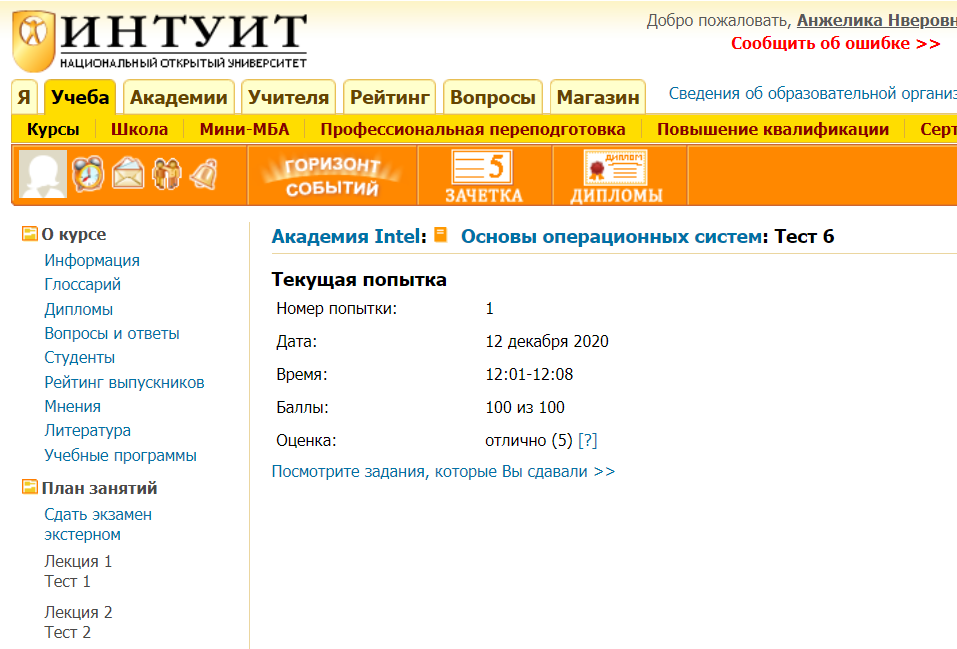 ИНТУИТ
НАЦИОНАЛЬНЫЙ ОТКРЫТЫЙ УНИВЕРСИТЕТ
Добро пожаловать, Анжелика Нверовн
Сообщить об ошибке >>
Я Учеба Академии Учителя Рейтинг Вопросы Магазин Сведения об образовательной организ
Курсы Школа Мини-МБА Профессиональная переподготовка Повышение квалификации Серт
ГОРИЗОНТ СОБЫТИЙ
5 ЗАЧЕТКА
ДИПЛОМ ДИПЛОМЫ
О курсе
Информация
Глоссарий
Дипломы
Вопросы и ответы
Студенты
Рейтинг выпускников
Мнения
Литература
Учебные программы
План занятий
Сдать экзамен
экстерном
Лекция 1
Тест 1
Лекция 2
Тест 2
Академия Intel: Основы операционных систем: Тест 6
Текущая попытка
Номер попытки: 1
Дата: 12 декабря 2020
Время: 12:01-12:08
Баллы: 100 из 100
Оценка: отлично (5) [?]
Посмотрите задания, которые Вы сдавали >>